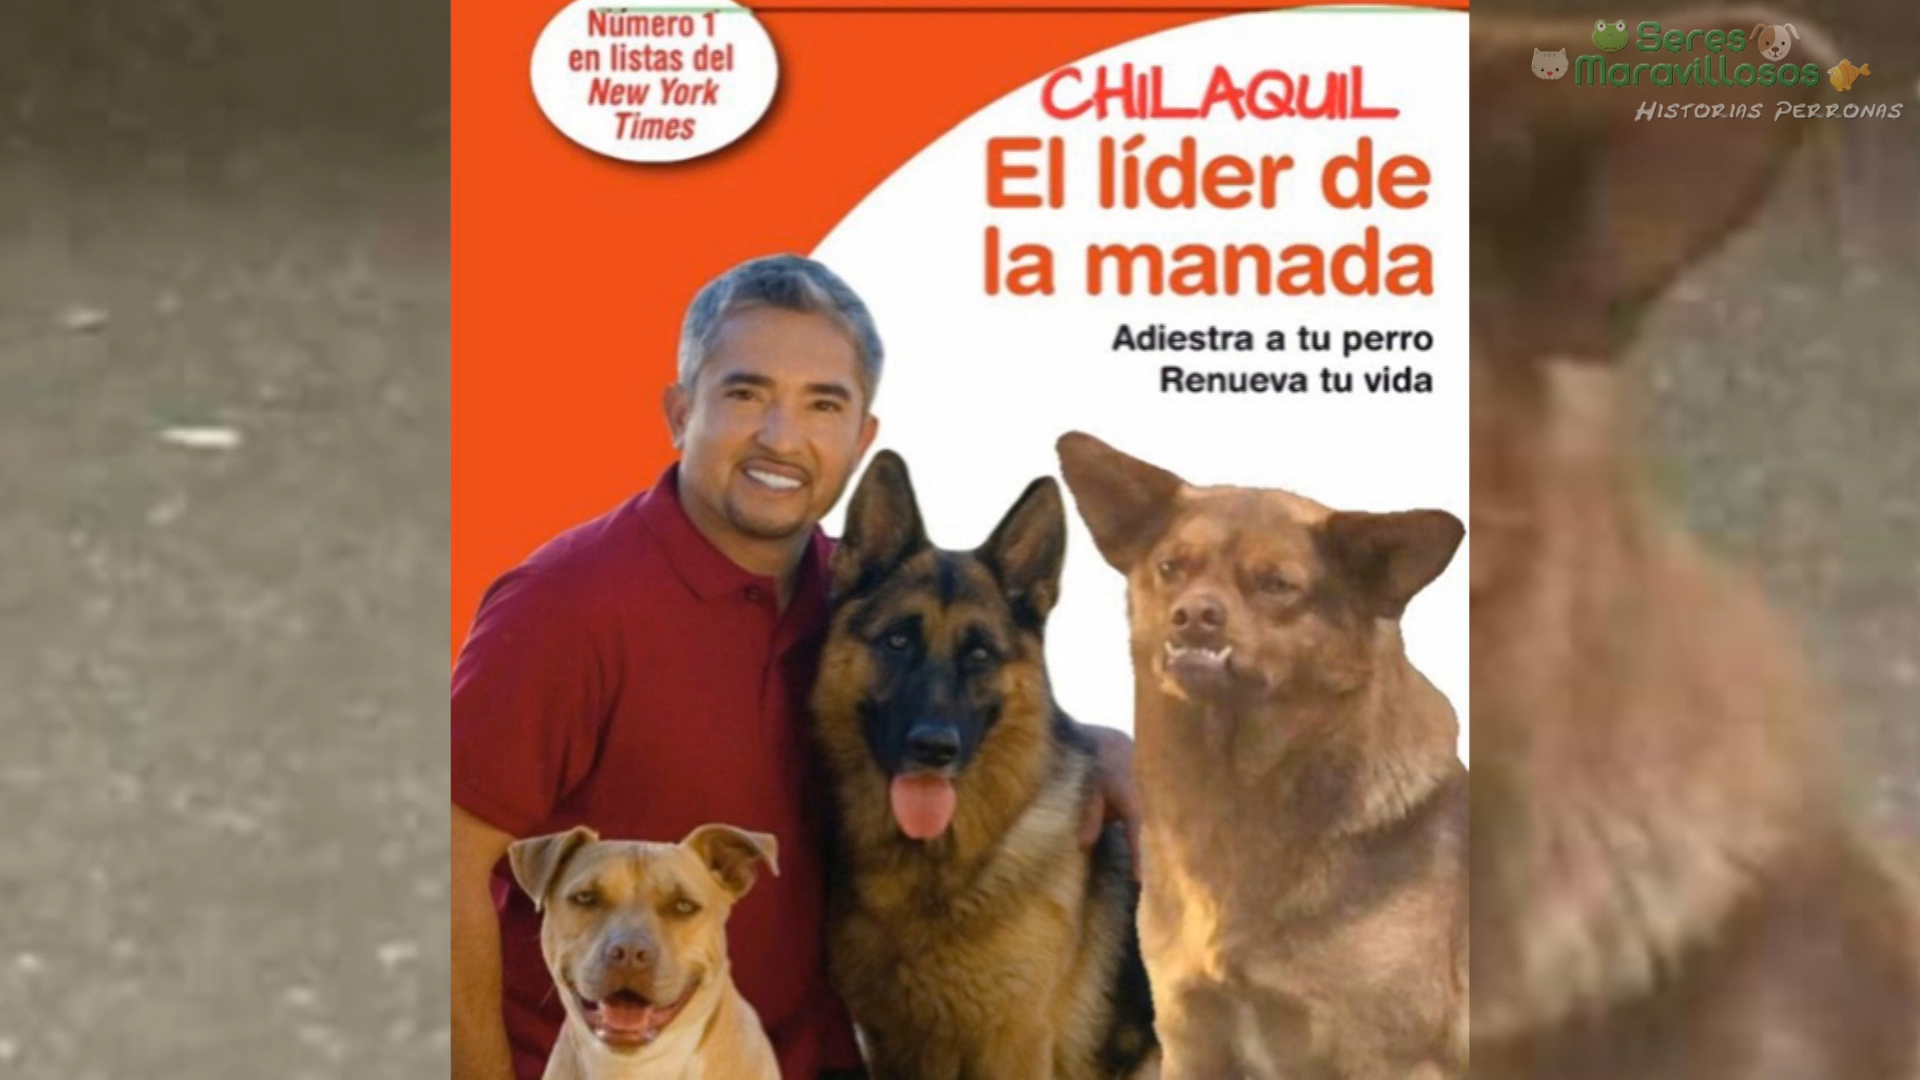 Número 1
en listas del
New York
Times
CHILAQUIL
El líder de
la manada
Adiestra a tu perro
Renueva tu vida
Seres
Maravillosos
Historias Perronas